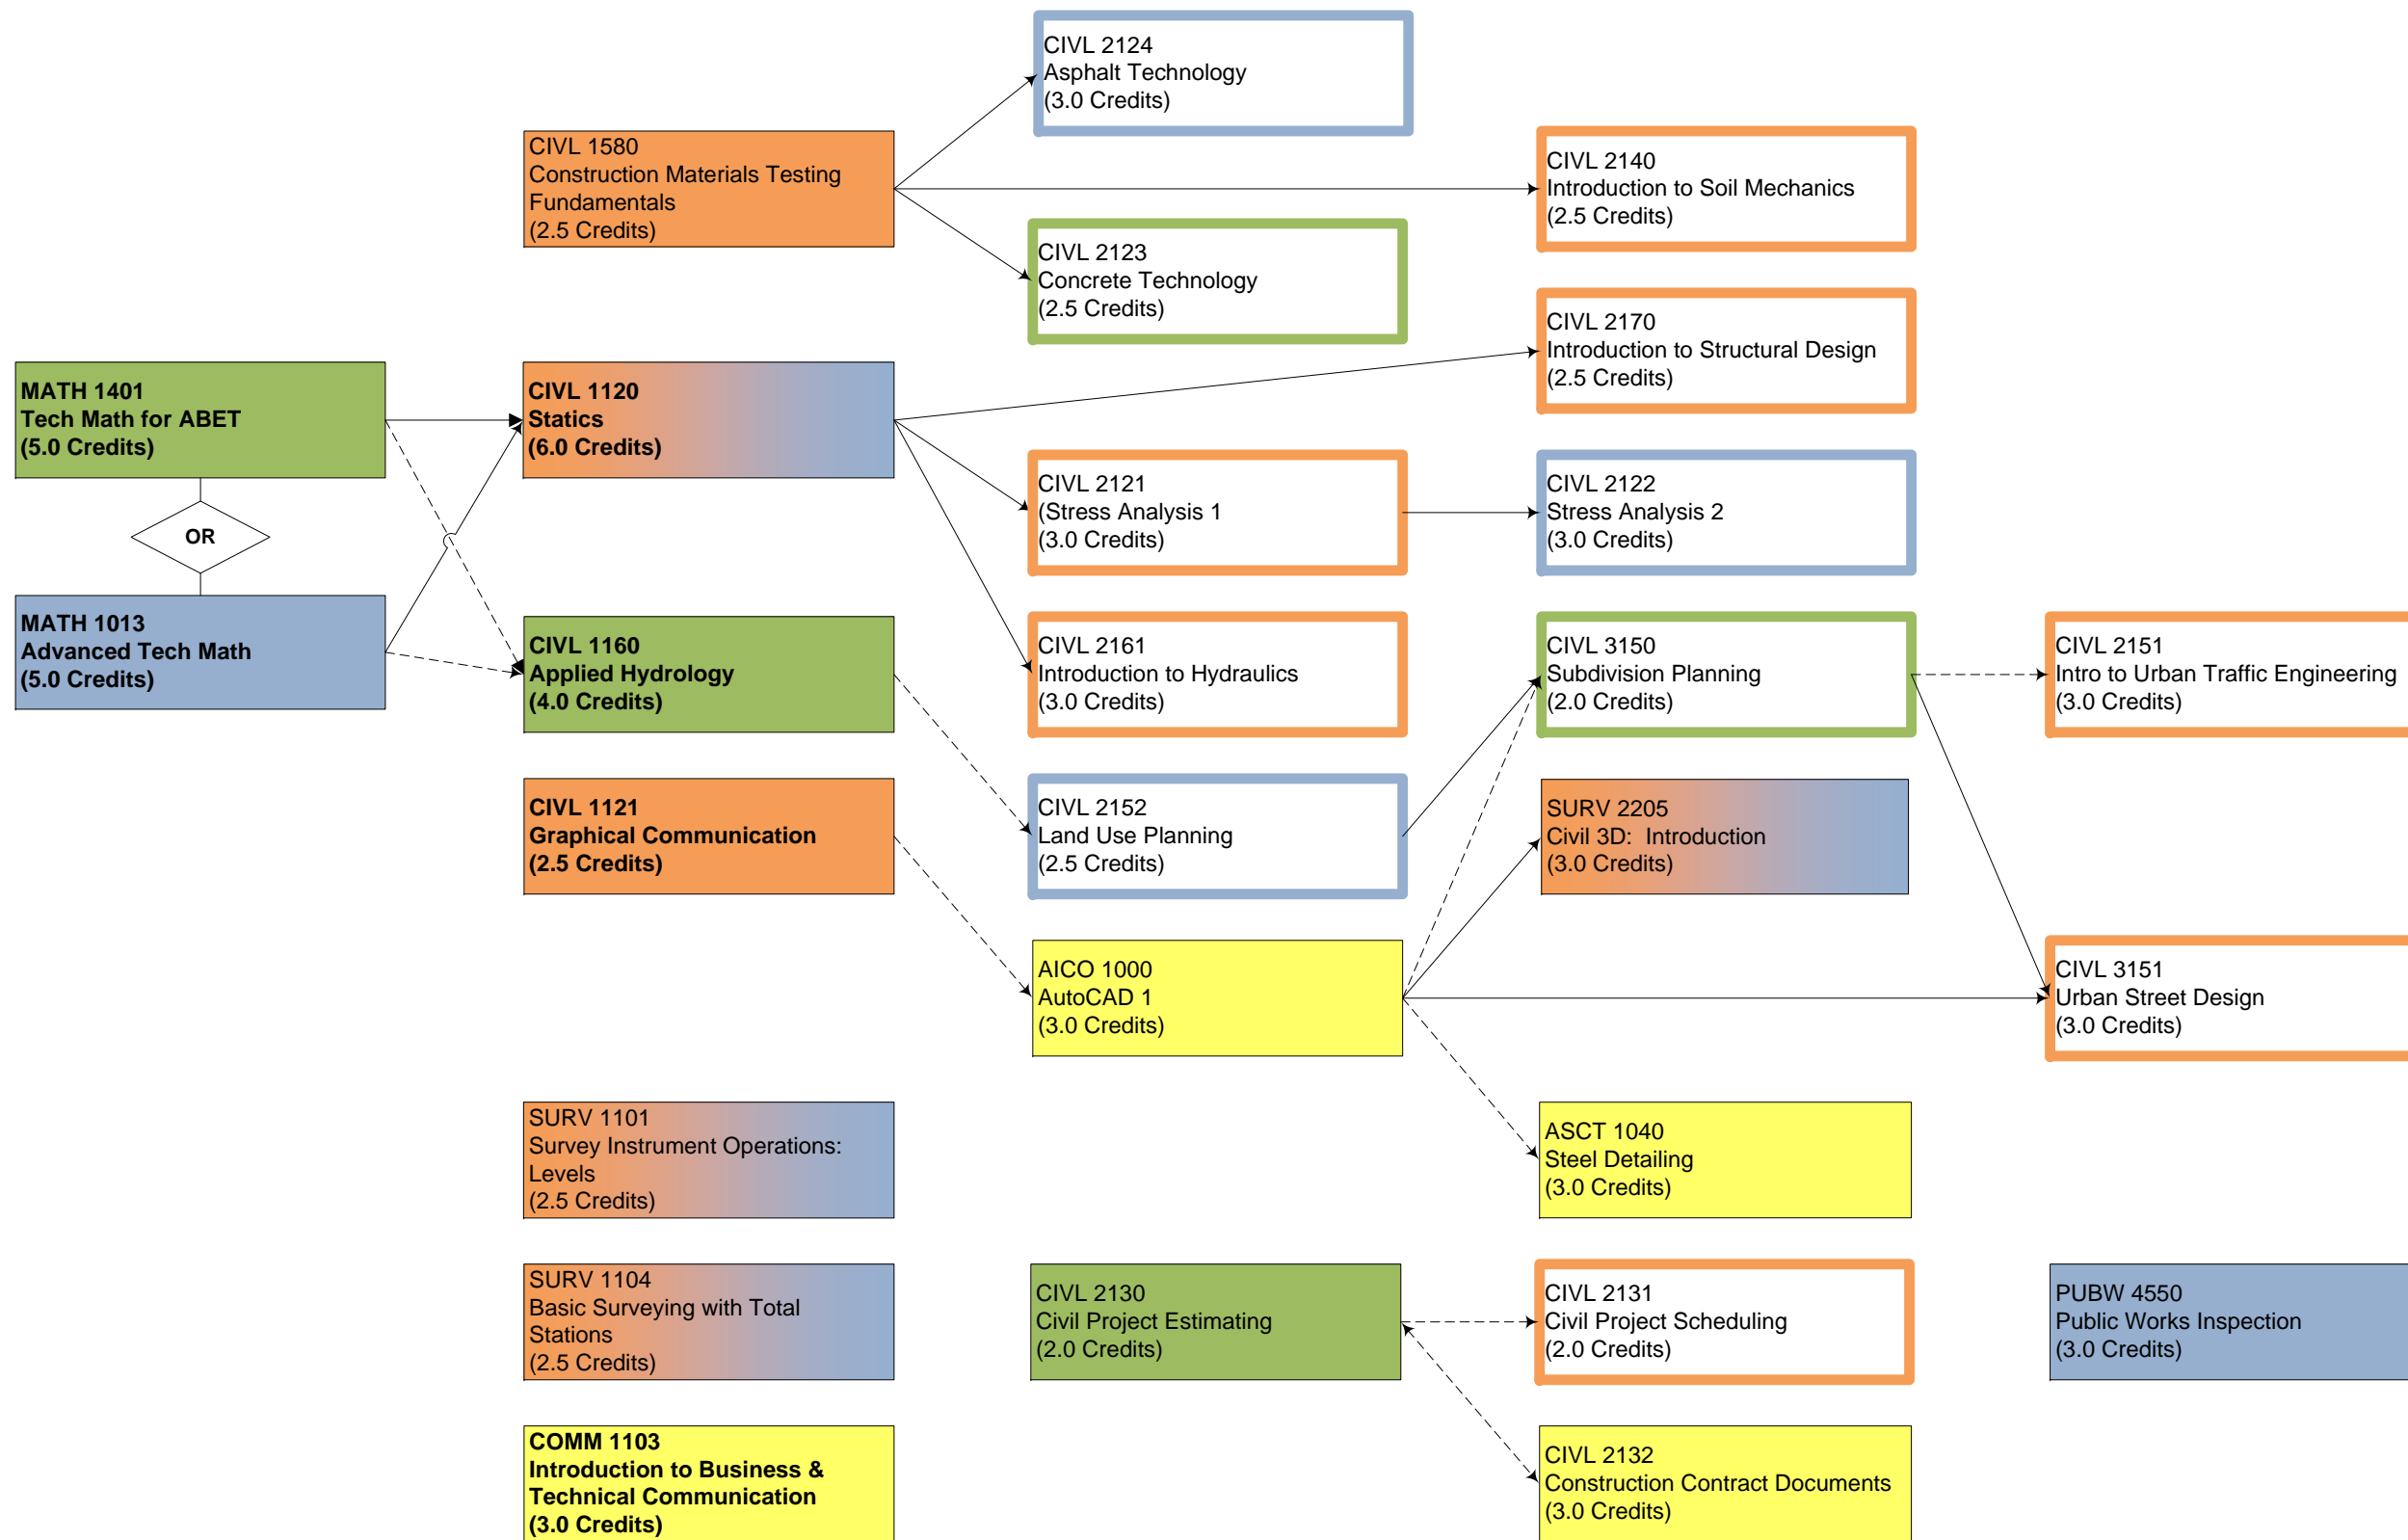 CIVL 2124
Asphalt Technology
(3.0 Credits)
CIVL 1580
Construction Materials Testing
Fundamentals
(2.5 Credits)
CIVL 2140
Introduction to Soil Mechanics
(2.5 Credits)
CIVL 2123
Concrete Technology
(2.5 Credits)
CIVL 2170
Introduction to Structural Design
(2.5 Credits)
MATH 1401
Tech Math for ABET
(5.0 Credits)
CIVL 1120
Statics
(6.0 Credits)
CIVL 2121
(Stress Analysis 1
(3.0 Credits)
CIVL 2122
Stress Analysis 2
(3.0 Credits)
OR
MATH 1013
Advanced Tech Math
(5.0 Credits)
CIVL 1160
Applied Hydrology
(4.0 Credits)
CIVL 2161
Introduction to Hydraulics
(3.0 Credits)
CIVL 3150
Subdivision Planning
(2.0 Credits)
CIVL 2151
Intro to Urban Traffic Engineering
(3.0 Credits)
CIVL 1121
Graphical Communication
(2.5 Credits)
CIVL 2152
Land Use Planning
(2.5 Credits)
SURV 2205
Civil 3D:  Introduction
(3.0 Credits)
AICO 1000
AutoCAD 1
(3.0 Credits)
CIVL 3151
Urban Street Design
(3.0 Credits)
SURV 1101
Survey Instrument Operations:
Levels
(2.5 Credits)
ASCT 1040
Steel Detailing
(3.0 Credits)
SURV 1104
Basic Surveying with Total
Stations
(2.5 Credits)
CIVL 2130
Civil Project Estimating
(2.0 Credits)
CIVL 2131
Civil Project Scheduling
(2.0 Credits)
PUBW 4550
Public Works Inspection
(3.0 Credits)
COMM 1103
Introduction to Business &
Technical Communication
(3.0 Credits)
CIVL 2132
Construction Contract Documents
(3.0 Credits)